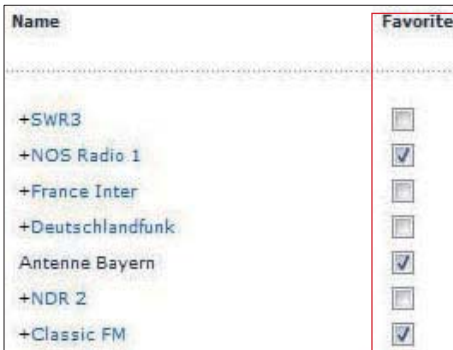 Name Favorite
+SWR3
+NOS Radio 1
+France Inter
+Deutschlandfunk
Antenne Bayern
+NDR 2
+Classic FM